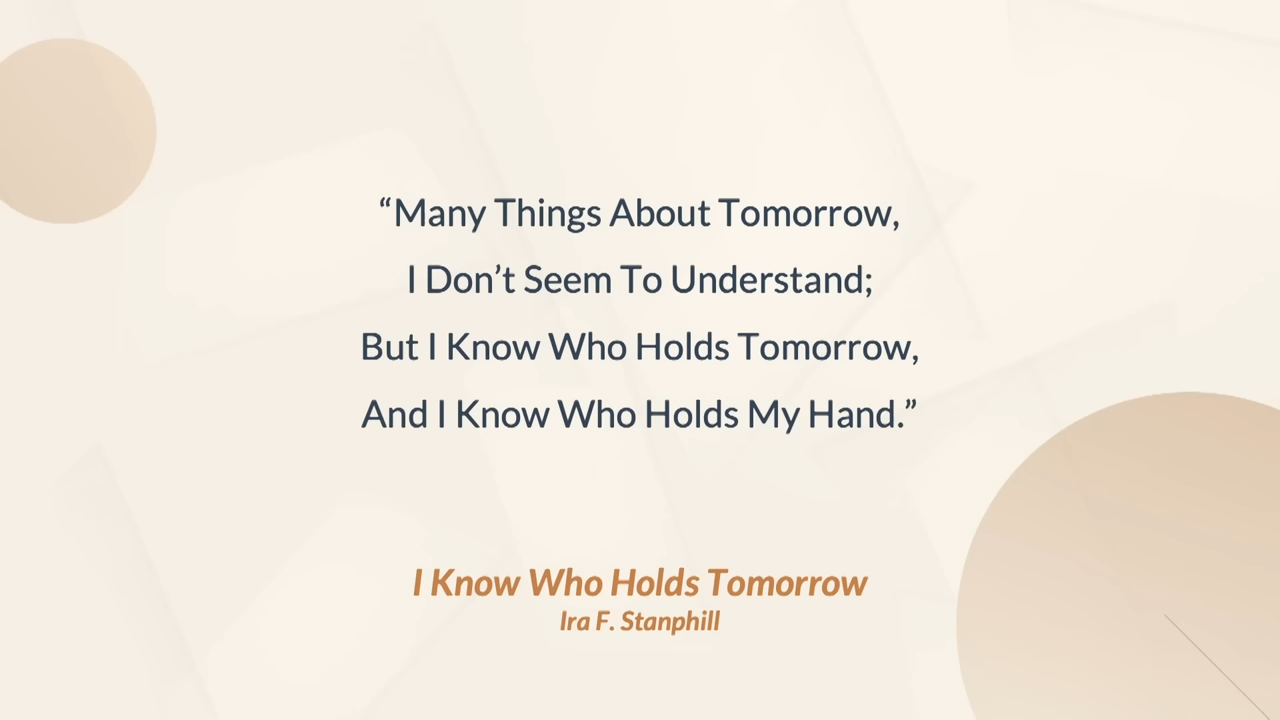 “Many Things About Tomorrow,
I Don’t Seem To Understand;
But I Know Who Holds Tomorrow,
And I Know Who Holds My Hand.”
I Know Who Holds Tomorrow
Ira F. Stanphill